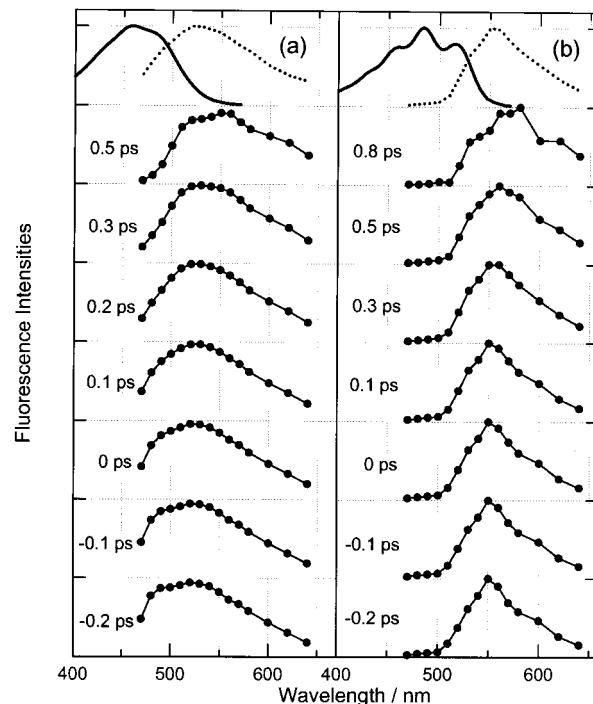 (a)
(b)
0.5 ps
0.8 ps
0.3 ps
0.5 ps
0.2 ps
0.3 ps
0.1 ps
0.1 ps
0 ps
0 ps
-0.1 ps
-0.1 ps
-0.2 ps
-0.2 ps
Fluorescence Intensities
400 500 600 400 500 600
Wavelength / nm